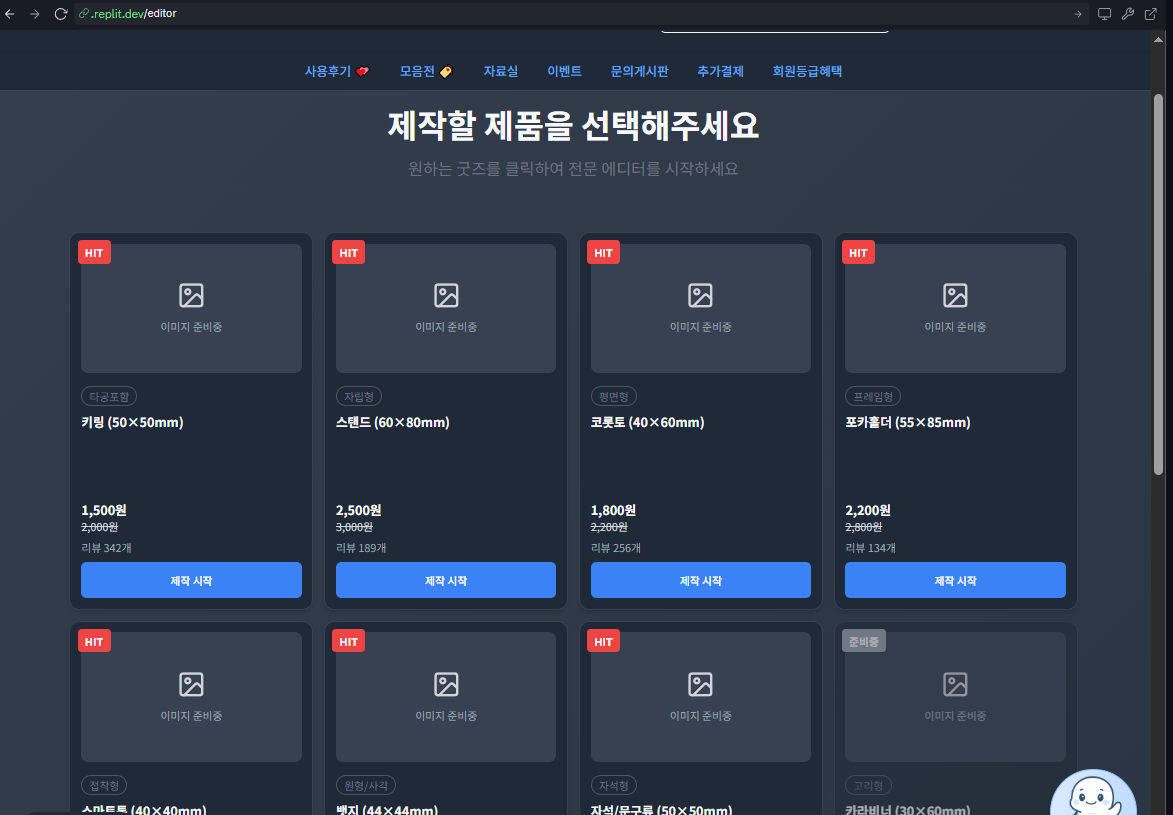 .replit.dev/editor
사용후기 모음전 자료실 이벤트 문의게시판 추가결제 회원등급혜택
제작할 제품을 선택해주세요
원하는 굿즈를 클릭하여 전문 에디터를 시작하세요
HIT
이미지 준비중
타공포함
키링 (50×50mm)
1,500원
2,000원
리뷰 342개
제작 시작
HIT
이미지 준비중
자립형
스탠드 (60×80mm)
2,500원
3,000원
리뷰 189개
제작 시작
HIT
이미지 준비중
평면형
코롯토 (40×60mm)
1,800원
2,200원
리뷰 256개
제작 시작
HIT
이미지 준비중
프레임형
포카홀더 (55×85mm)
2,200원
2,800원
리뷰 134개
제작 시작
HIT
이미지 준비중
접착형
스마트톡 (40×40mm)
HIT
이미지 준비중
원형/사각
뱃지 (44×44mm)
HIT
이미지 준비중
자석형
자석/문구류 (50×50mm)
준비중
이미지 준비중
고리형
카라비너 (30×60mm)